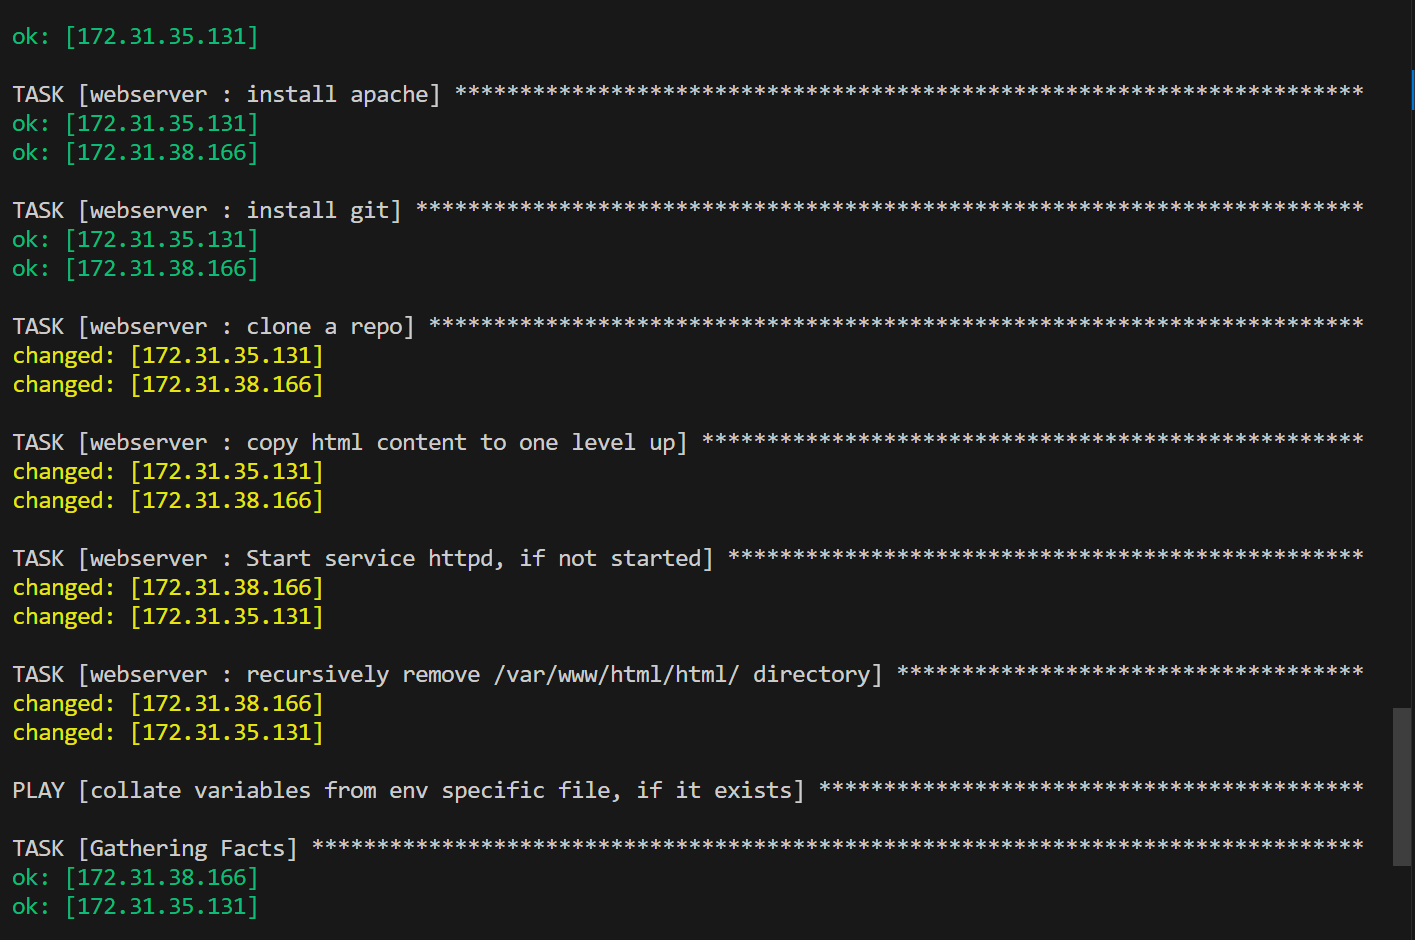 ok: [172.31.35.131]
TASK [webserver : install apache] **********************************************************************
ok: [172.31.35.131]
ok: [172.31.38.166]
TASK [webserver : install git] *************************************************************************
ok: [172.31.35.131]
ok: [172.31.38.166]
TASK [webserver : clone a repo] ************************************************************************
changed: [172.31.35.131]
changed: [172.31.38.166]
TASK [webserver : copy html content to one level up] ***************************************************
changed: [172.31.35.131]
changed: [172.31.38.166]
TASK [webserver : Start service httpd, if not started] *************************************************
changed: [172.31.38.166]
changed: [172.31.35.131]
TASK [webserver : recursively remove /var/www/html/html/ directory] ************************************
changed: [172.31.38.166]
changed: [172.31.35.131]
PLAY [collate variables from env specific file, if it exists] ******************************************
TASK [Gathering Facts] *********************************************************************************
ok: [172.31.38.166]
ok: [172.31.35.131]